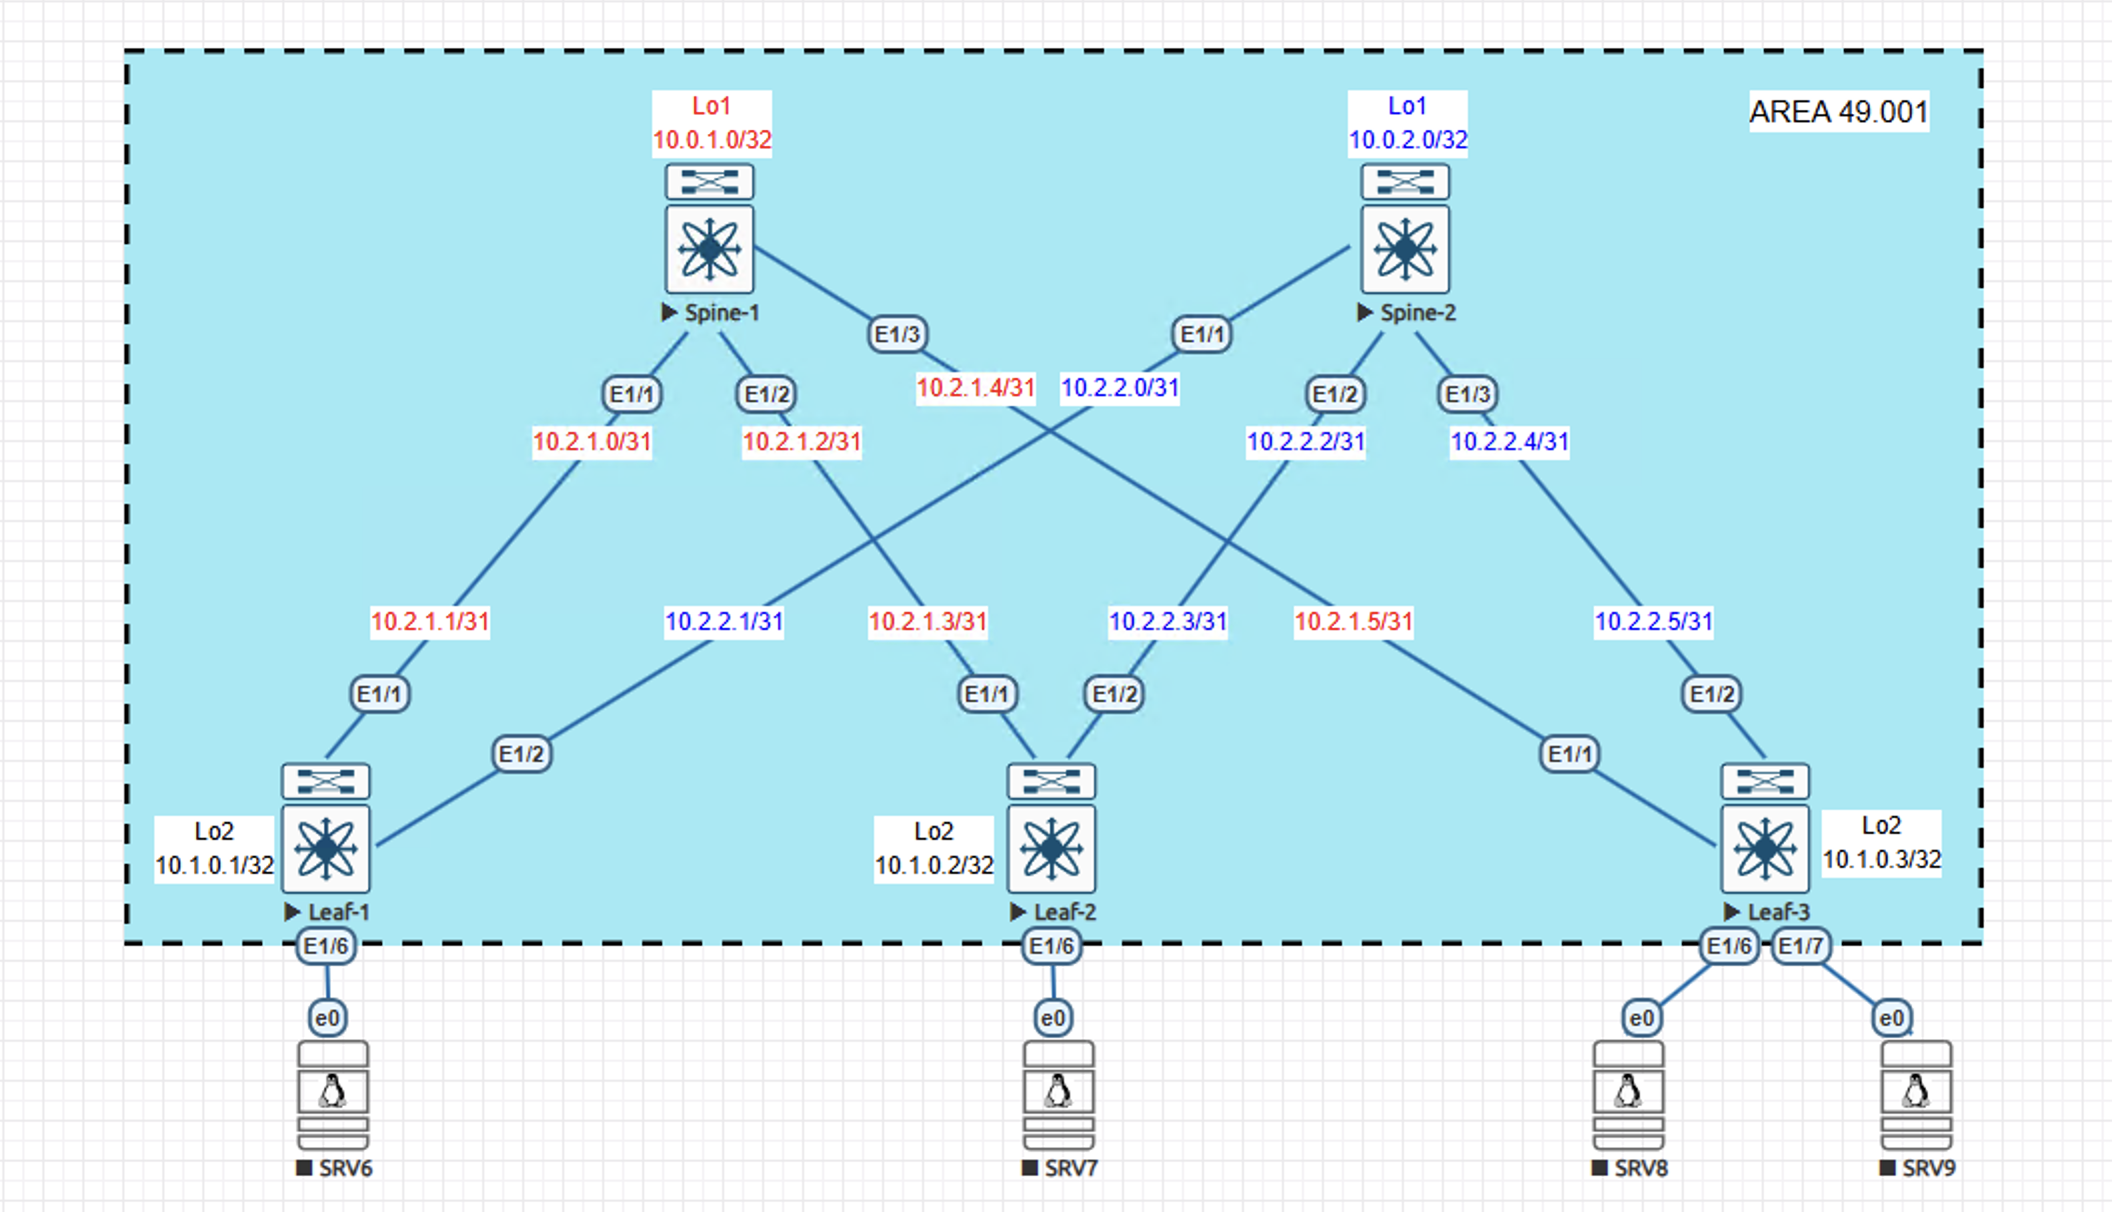 Lo1
10.0.1.0/32
Lo1
10.0.2.0/32
AREA 49.001
Spine-1
Spine-2
E1/3
E1/1
E1/1
E1/2
E1/2
E1/3
10.2.1.4/31
10.2.2.0/31
10.2.1.0/31
10.2.1.2/31
10.2.2.2/31
10.2.2.4/31
10.2.1.1/31
10.2.2.1/31
10.2.1.3/31
10.2.2.3/31
10.2.1.5/31
10.2.2.5/31
E1/1
E1/1
E1/2
E1/2
E1/2
E1/1
Lo2
10.1.0.1/32
Lo2
10.1.0.2/32
Lo2
10.1.0.3/32
Leaf-1
Leaf-2
Leaf-3
E1/6
E1/6
E1/6
E1/7
e0
e0
e0
e0
SRV6
SRV7
SRV8
SRV9